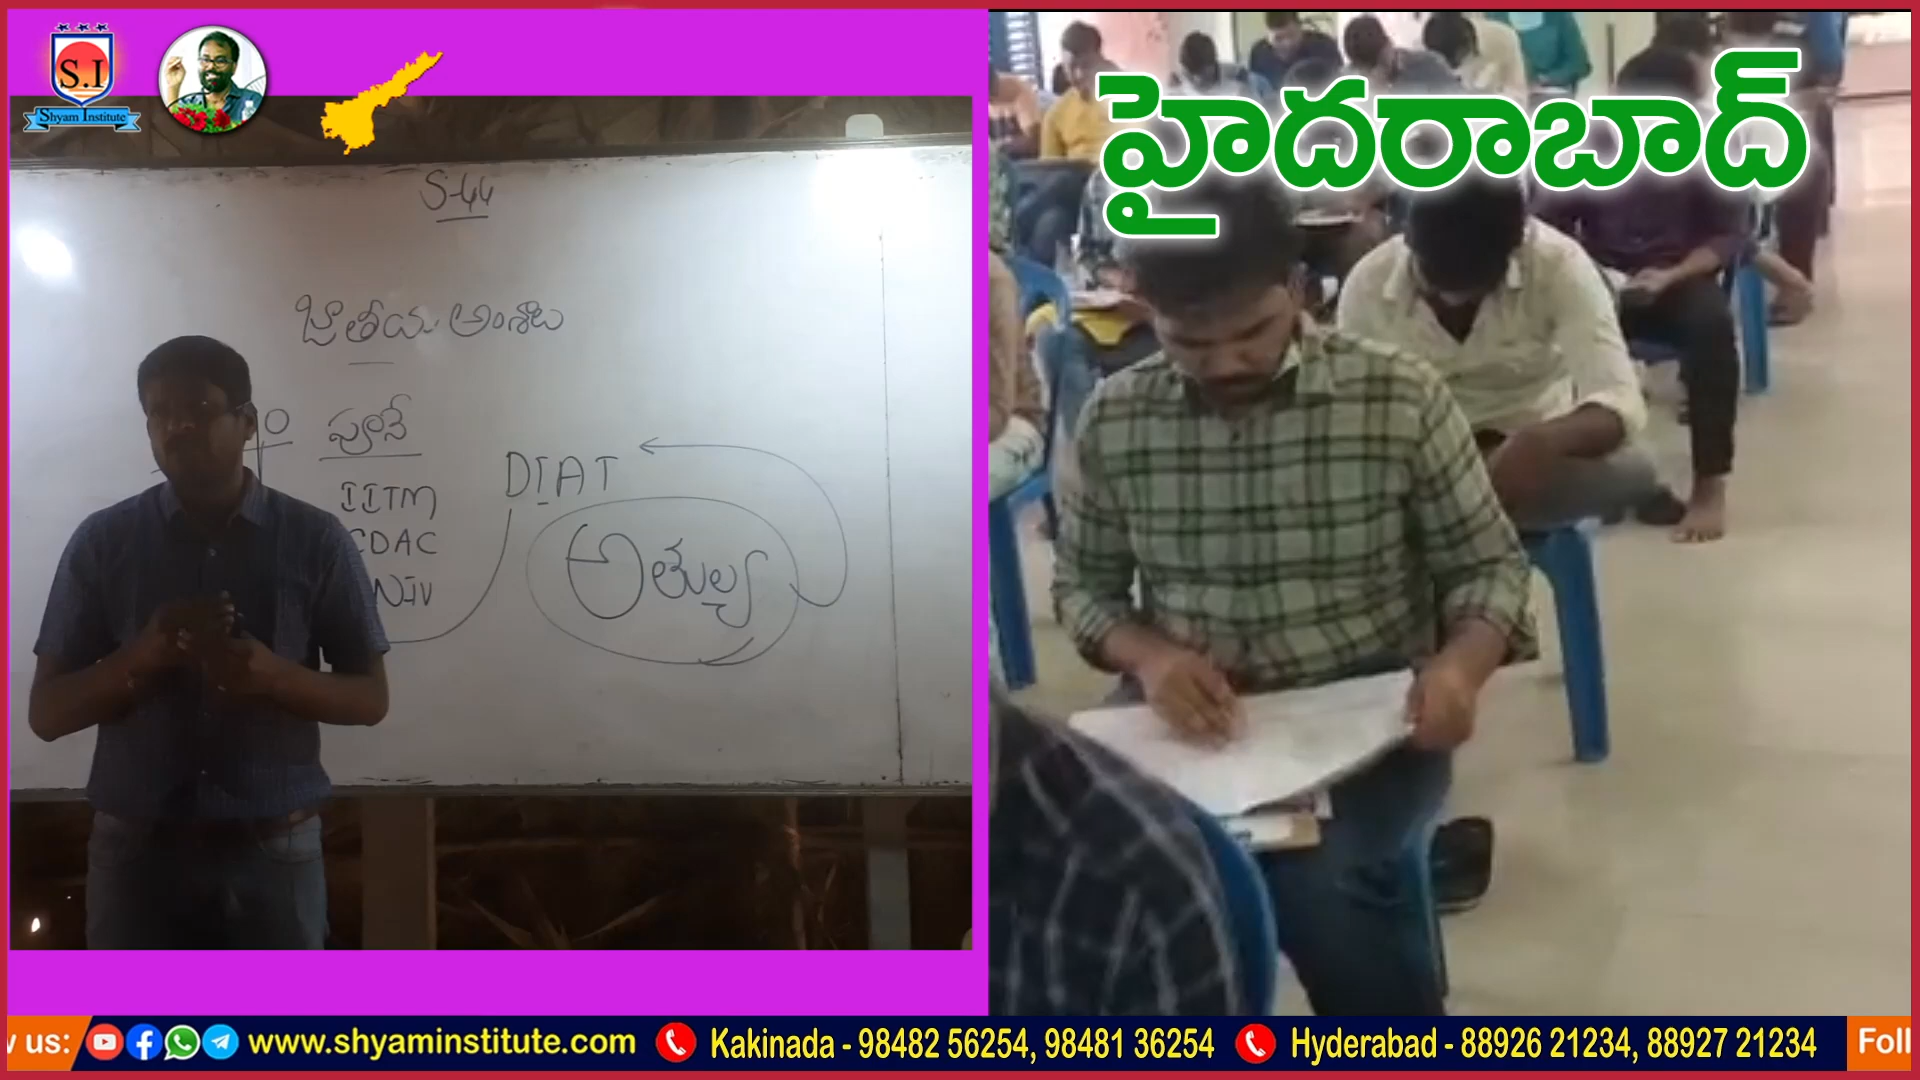 S.I
Shyam Institute
హైదరాబాద్
S-44
జాతీయ అంశాలు
పూనే
IITM
CDAC
NIV
DIAT
అతుల్య
w us:
www.shyaminstitute.com
Kakinada - 98482 56254, 98481 36254
Hyderabad - 88926 21234, 88927 21234
Foll